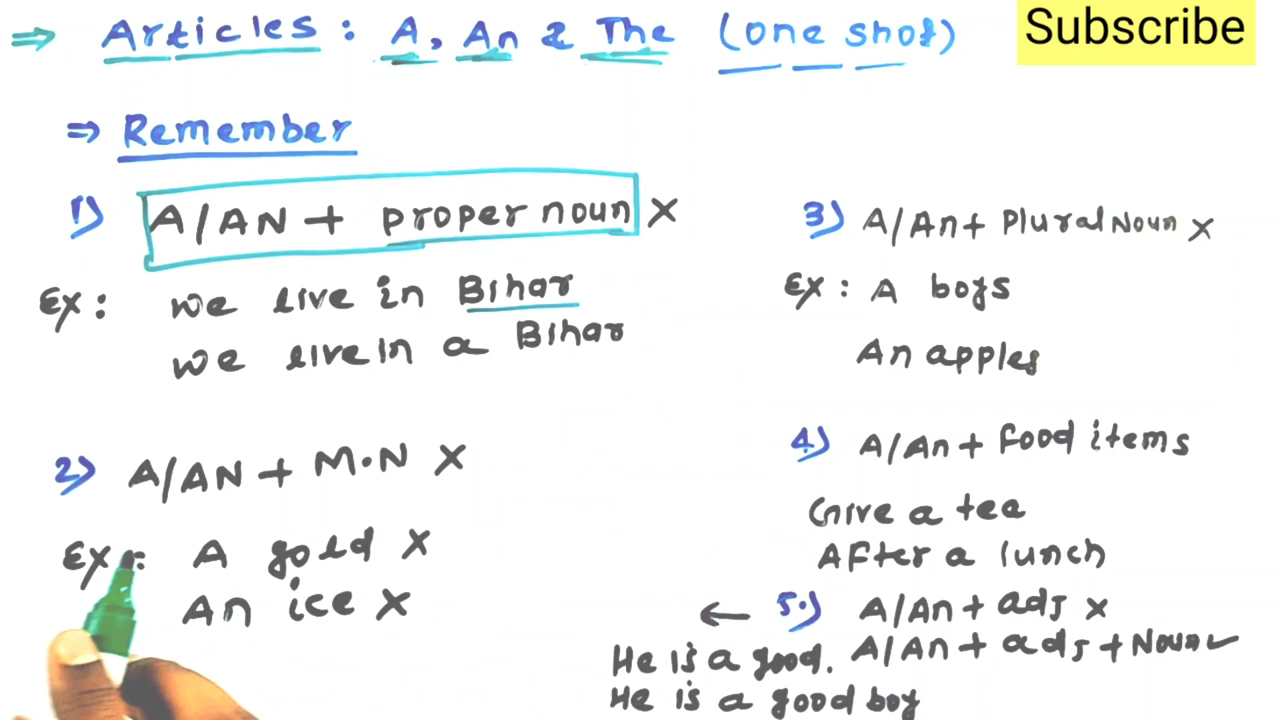 ⇒ Articles : A, An & The (one shot)
Subscribe
⇒ Remember
1) A/AN + proper noun X
Ex: we live in Bihar
we live in a Bihar
2) A/AN + M.N X
Ex: A gold X
An ice X
3) A/An + Plural Noun X
Ex: A boys
An apples
4.) A/An + food items
Give a tea
After a lunch
← 5.) A/An + adj X
A/An + adj + Noun ✓
He is a good.
He is a good boy